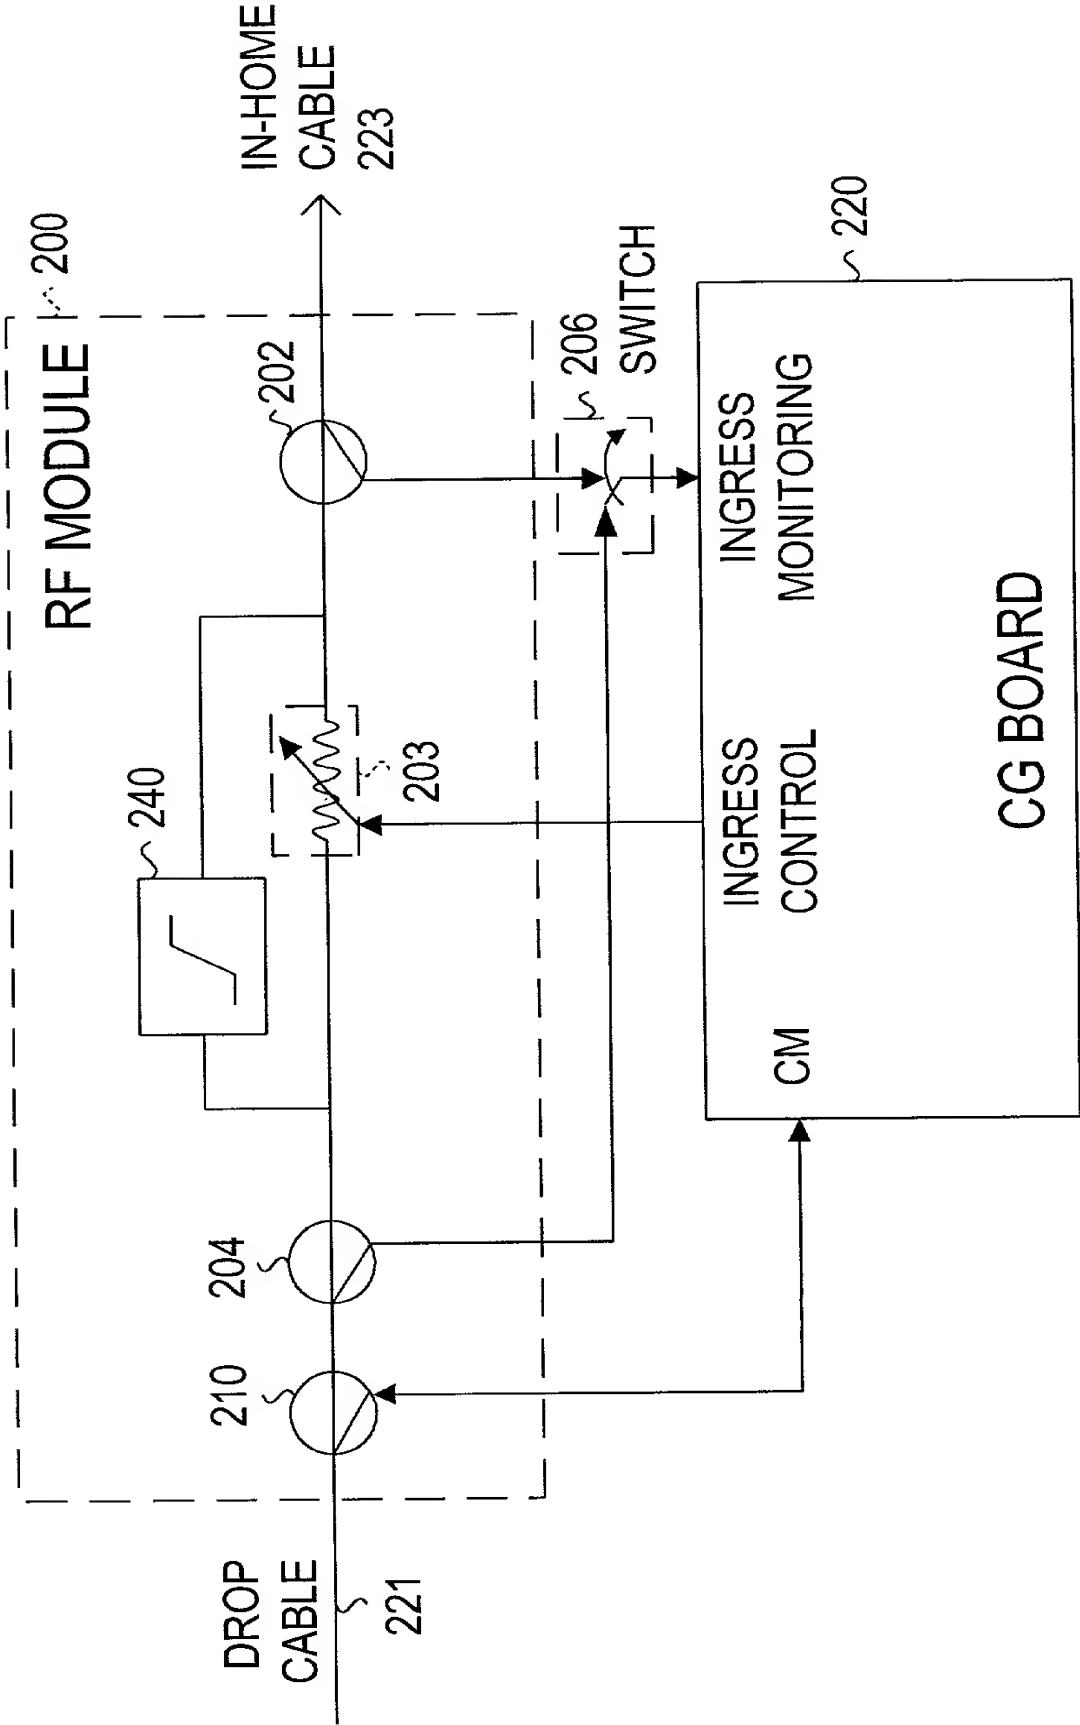 RF MODULE
200
240
210
204
203
202
DROP
CABLE
221
IN-HOME
CABLE
223
206
SWITCH
CM
INGRESS
CONTROL
INGRESS
MONITORING
220
CG BOARD